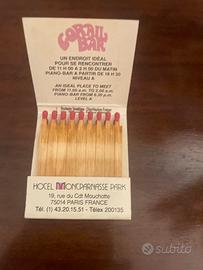 CORAIL
BAR
UN ENDROIT IDÉAL
POUR SE RENCONTRER
DE 11 H 00 A 2 H 00 DU MATIN
PIANO-BAR A PARTIR DE 18 H 30
NIVEAU A
AN IDEAL PLACE TO MEET
FROM 11.00 a.m. TO 2.00 a.m.
PIANO-BAR FROM 6.30 p.m.
LEVEL A
HOTEL MONTPARNASSE PARK
19, rue du Cdt Mouchotte
75014 PARIS FRANCE
Tél. (1) 43.20.15.51 - Télex 200135
subito